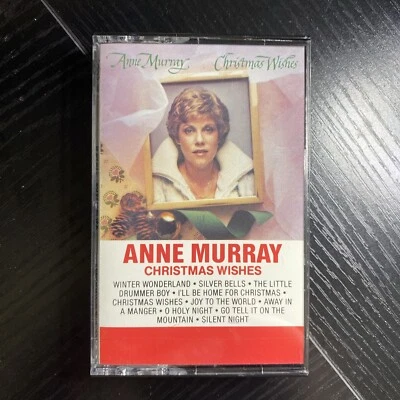 Anne Murray Christmas Wishes
ANNE MURRAY
CHRISTMAS WISHES
WINTER WONDERLAND • SILVER BELLS • THE LITTLE
DRUMMER BOY • I'LL BE HOME FOR CHRISTMAS •
CHRISTMAS WISHES • JOY TO THE WORLD • AWAY IN
A MANGER • O HOLY NIGHT • GO TELL IT ON THE
MOUNTAIN • SILENT NIGHT